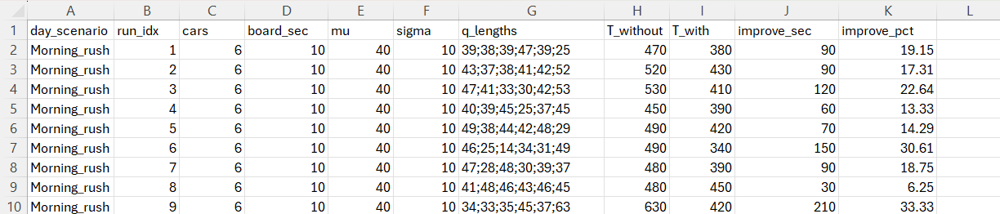 A B C D E F G H I J K L
1 day_scenario run_idx cars board_sec mu sigma q_lengths T_without T_with improve_sec improve_pct
2 Morning_rush 1 6 10 40 10 39;38;39;47;39;25 470 380 90 19.15
3 Morning_rush 2 6 10 40 10 43;37;38;41;42;52 520 430 90 17.31
4 Morning_rush 3 6 10 40 10 47;41;33;30;42;53 530 410 120 22.64
5 Morning_rush 4 6 10 40 10 40;39;45;25;37;45 450 390 60 13.33
6 Morning_rush 5 6 10 40 10 49;38;44;42;48;29 490 420 70 14.29
7 Morning_rush 6 6 10 40 10 46;25;14;34;31;49 490 340 150 30.61
8 Morning_rush 7 6 10 40 10 47;28;48;30;39;37 480 390 90 18.75
9 Morning_rush 8 6 10 40 10 41;48;46;43;46;45 480 450 30 6.25
10 Morning_rush 9 6 10 40 10 34;33;35;45;37;63 630 420 210 33.33